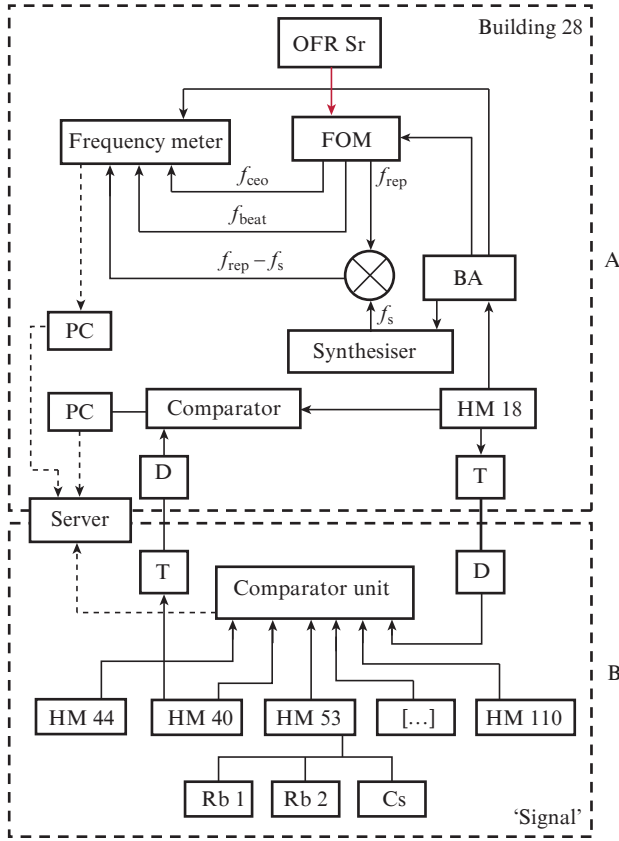 Building 28
OFR Sr
Frequency meter
FOM
f_ceo
f_rep
f_beat
f_rep − f_s
BA
A
f_s
PC
Synthesiser
PC
Comparator
HM 18
D
T
Server
T
Comparator unit
D
B
HM 44
HM 40
HM 53
[...]
HM 110
Rb 1
Rb 2
Cs
‘Signal’